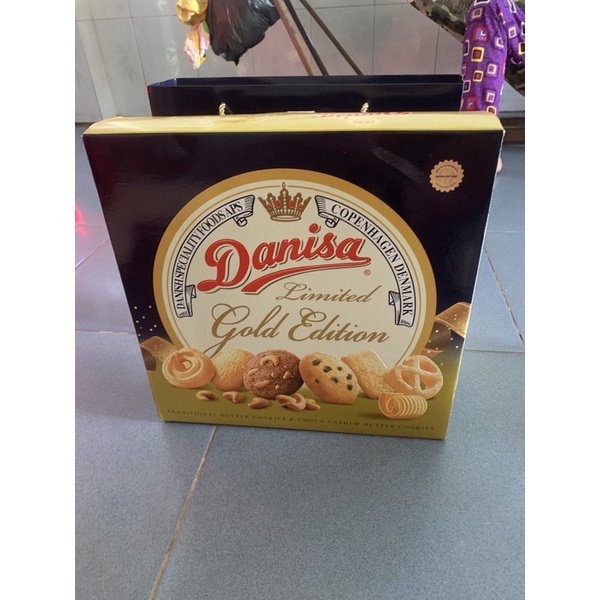 DANISH SPECIALITY FOODS APS
COPENHAGEN DENMARK
Danisa®
Limited
Gold Edition
TRADITIONAL BUTTER COOKIES & CHOCO CASHEW BUTTER COOKIES